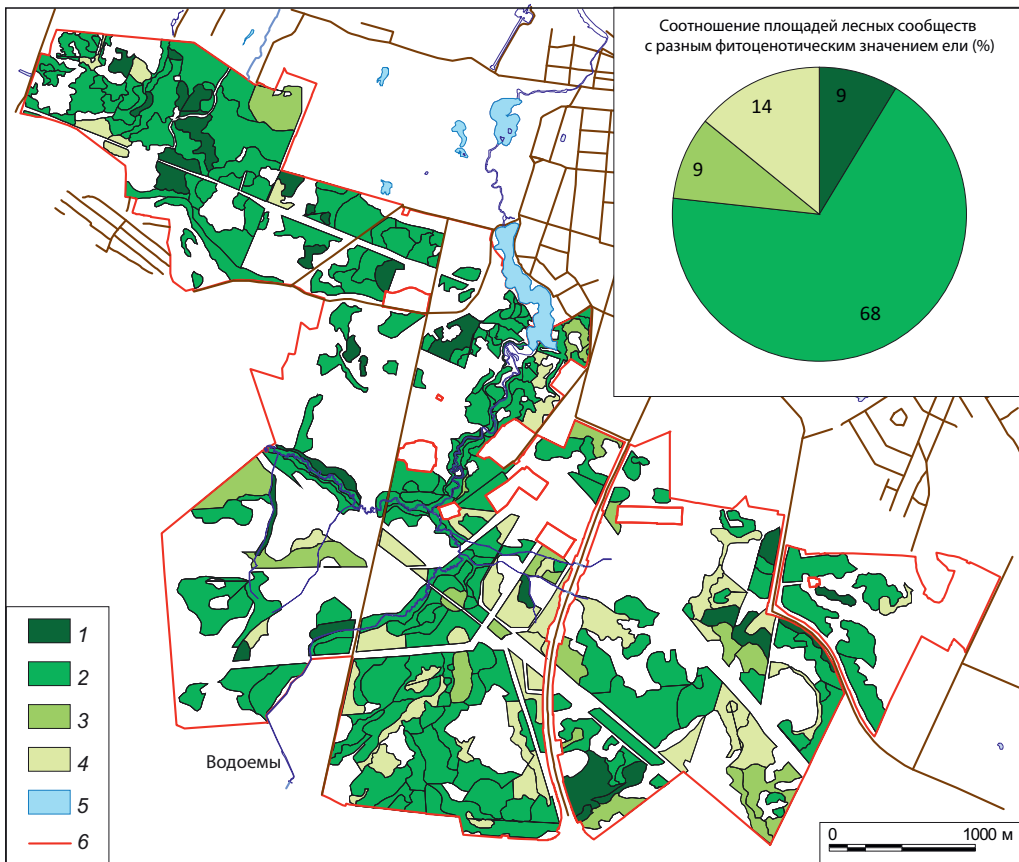 Соотношение площадей лесных сообществ
с разным фитоценотическим значением ели (%)
14
9
9
68
1
2
3
4
5
6
Водоемы
0 1000 м